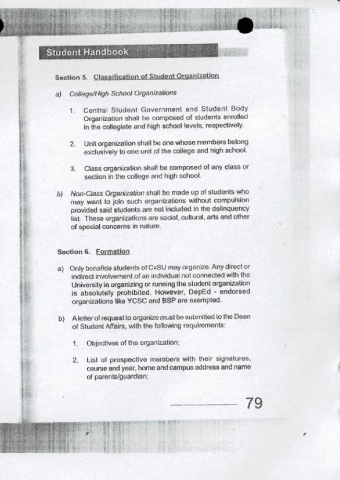 Student Handbook
Section 5. Classification of Student Organization
a) College/High School Organizations
1. Central Student Government and Student Body
Organization shall be composed of students enrolled
in the collegiate and high school levels, respectively.
2. Unit organization shall be one whose members belong
exclusively to one unit of the college and high school.
3. Class organization shall be composed of any class or
section in the college and high school.
b) Non-Class Organization shall be made up of students who
may want to join such organizations without compulsion
provided said students are not included in the delinquency
list. These organizations are social, cultural, arts and other
of special concerns in nature.
Section 6. Formation
a) Only bonafide students of CvSU may organize. Any direct or
indirect involvement of an individual not connected with the
University in organizing or running the student organization
is absolutely prohibited. However, DepEd - endorsed
organizations like YCSC and BSP are exempted.
b) A letter of request to organize must be submitted to the Dean
of Student Affairs, with the following requirements:
1. Objectives of the organization;
2. List of prospective members with their signatures,
course and year, home and campus address and name
of parents/guardian;
79